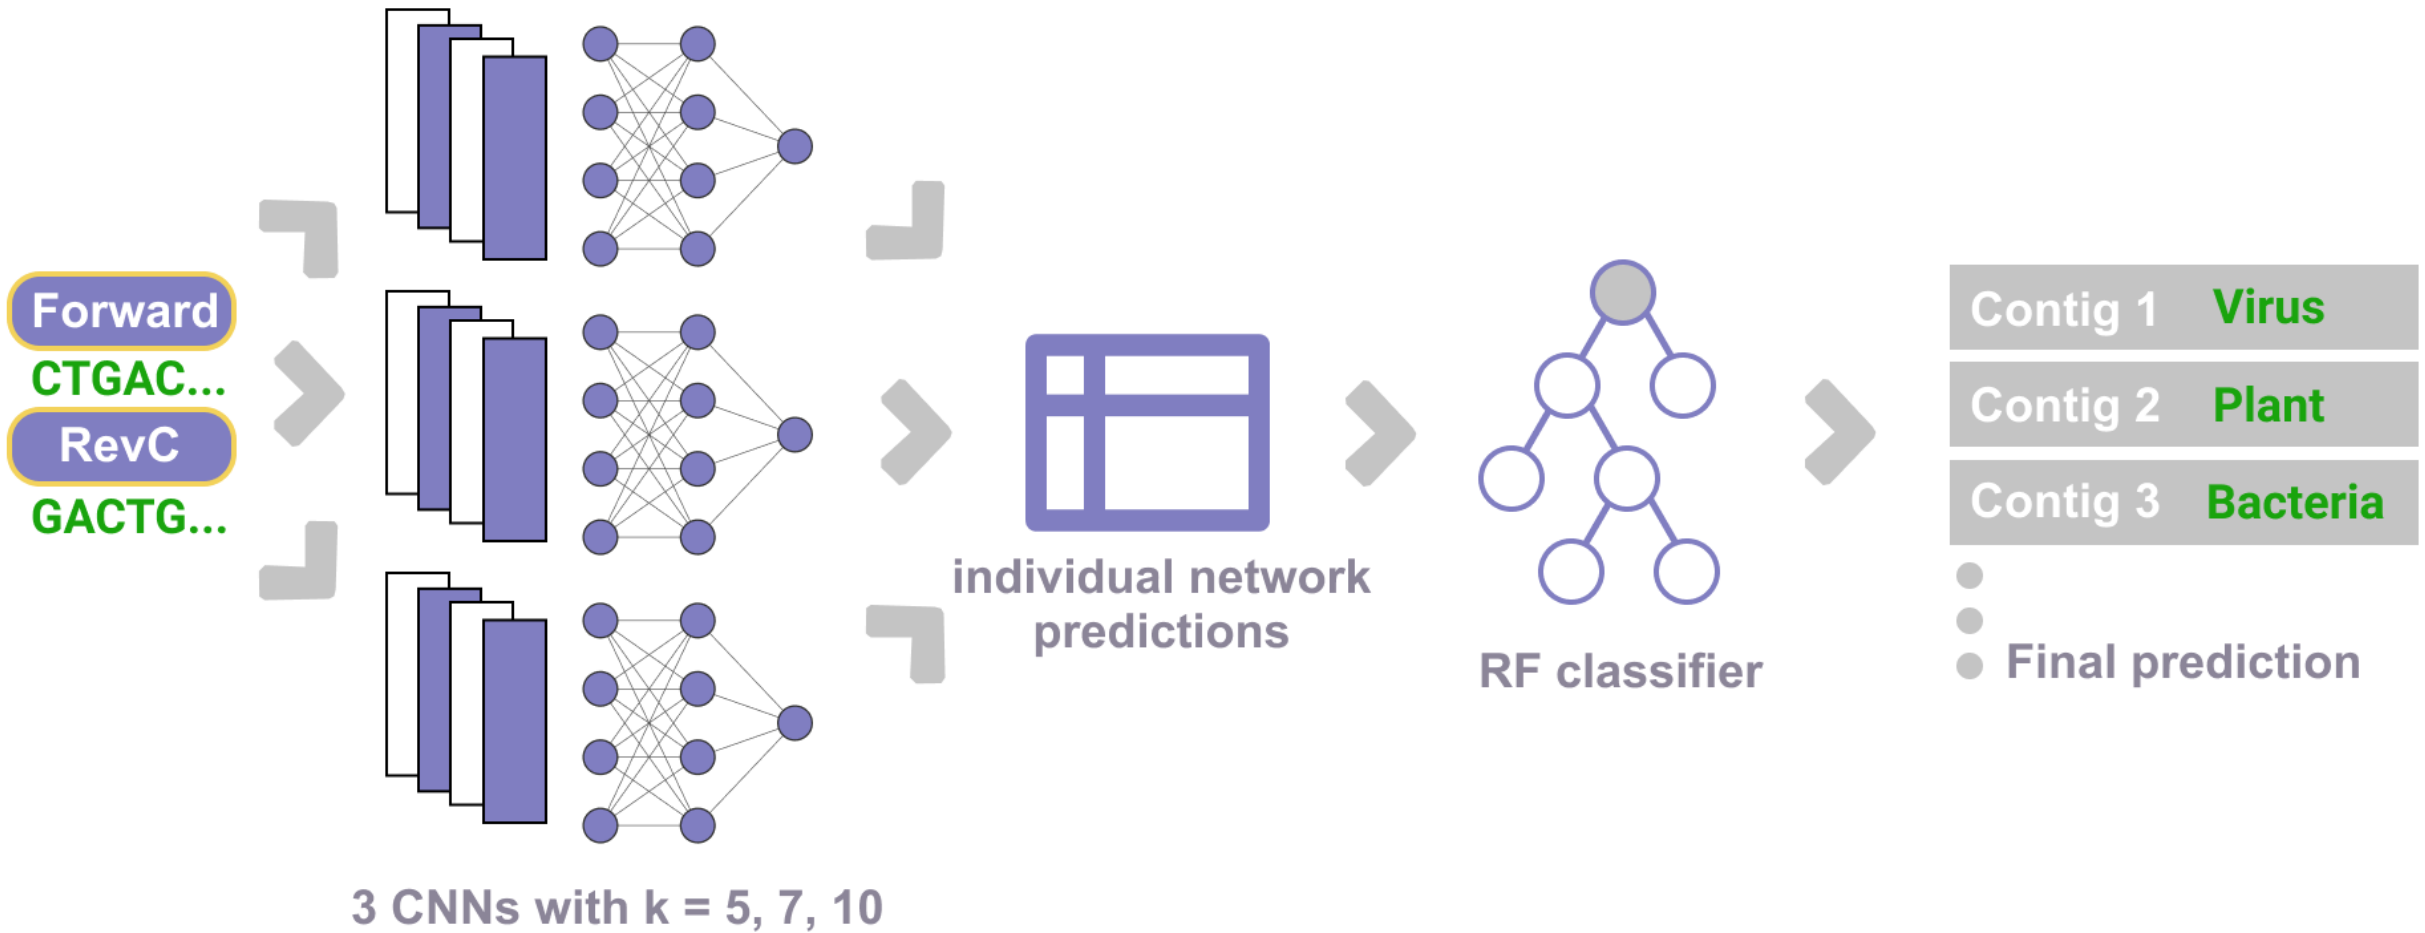 Forward
CTGAC...
RevC
GACTG...
3 CNNs with k = 5, 7, 10
individual network
predictions
RF classifier
Contig 1 Virus
Contig 2 Plant
Contig 3 Bacteria
Final prediction